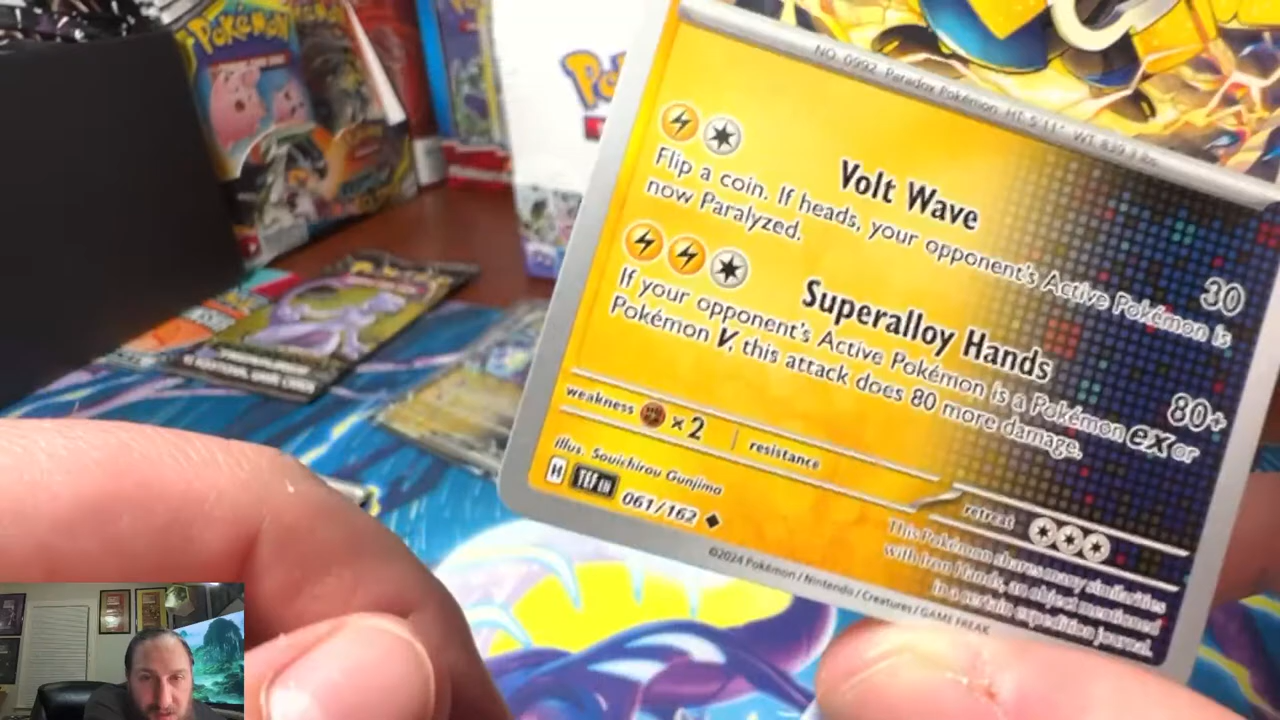 Pokémon
NO. 0992 Paradox Pokémon HT: 5'11" WT: 839.3 lbs.
Volt Wave
30
Flip a coin. If heads, your opponent's Active Pokémon is
now Paralyzed.
Superalloy Hands
80+
If your opponent's Active Pokémon is a Pokémon ex or
Pokémon V, this attack does 80 more damage.
weakness ×2 resistance
retreat
Illus. Souichirou Gunjima
H TEF EN 061/162
This Pokémon shares many similarities
with Iron Hands, an object mentioned
in a certain expedition journal.
©2024 Pokémon / Nintendo / Creatures / GAME FREAK